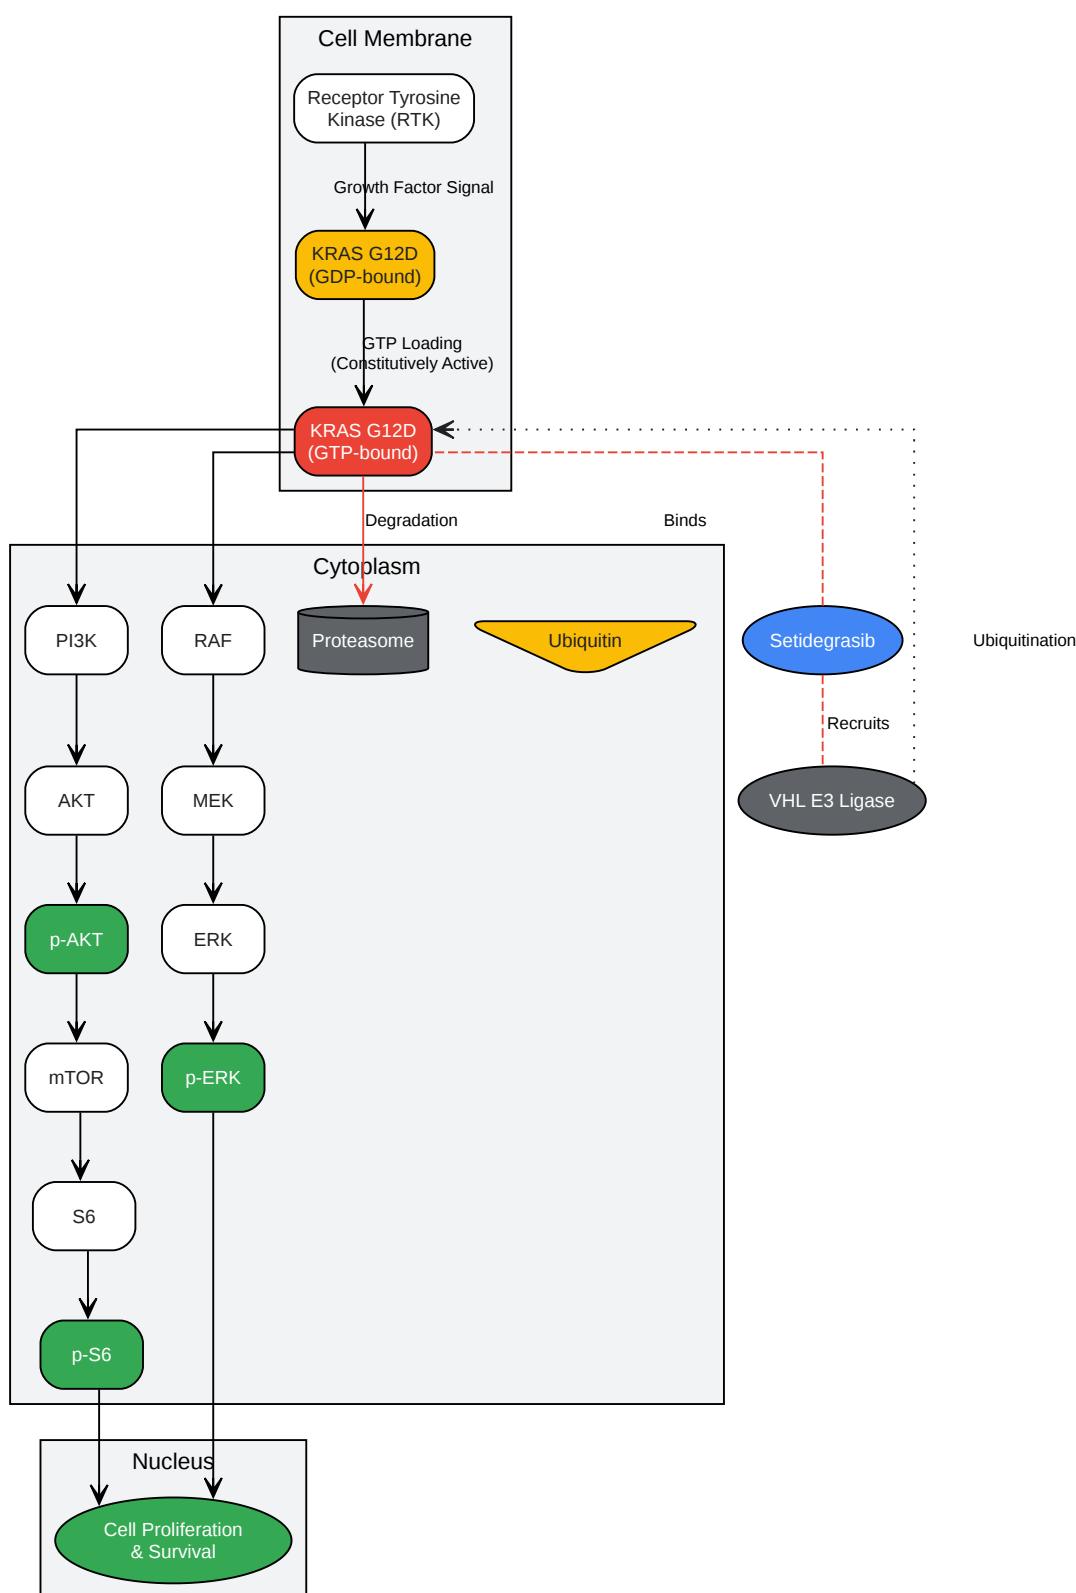 Cell Membrane
Receptor Tyrosine
Kinase (RTK)
Growth Factor Signal
KRAS G12D
(GDP-bound)
GTP Loading
(Constitutively Active)
KRAS G12D
(GTP-bound)
Degradation
Binds
Cytoplasm
PI3K
RAF
Proteasome
Ubiquitin
Setidegrasib
Ubiquitination
Recruits
AKT
MEK
VHL E3 Ligase
p-AKT
ERK
mTOR
p-ERK
S6
p-S6
Nucleus
Cell Proliferation
& Survival